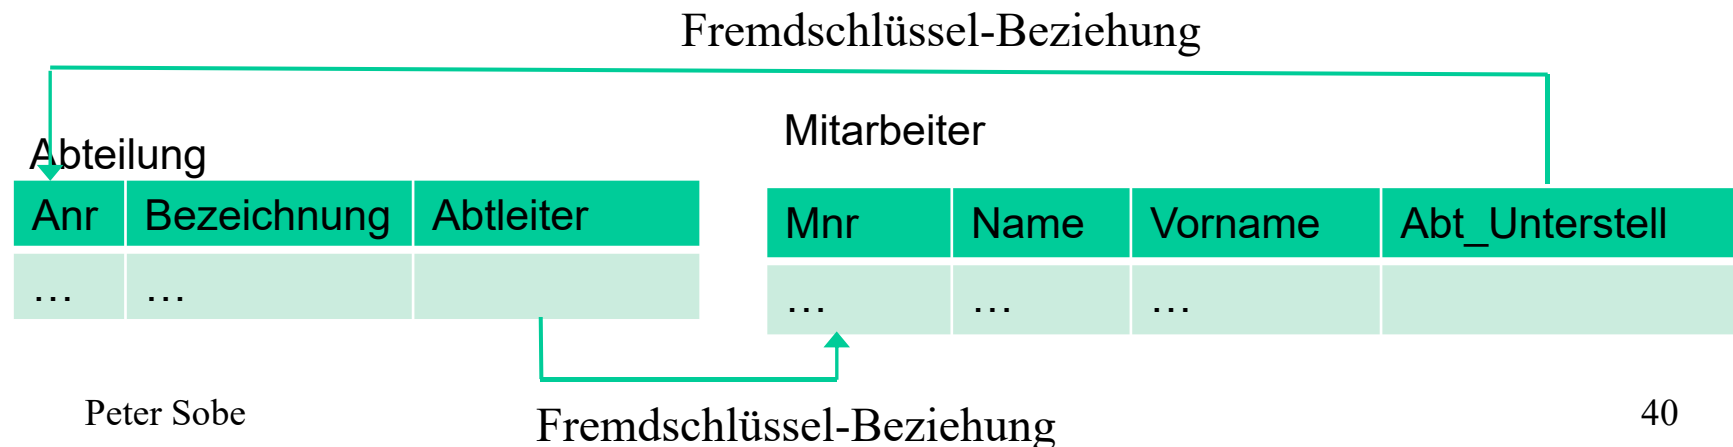 Fremdschlüssel-Beziehung
Abteilung
Anr Bezeichnung Abtleiter
… …
Mitarbeiter
Mnr Name Vorname Abt_Unterstell
… … …
Fremdschlüssel-Beziehung
Peter Sobe
40